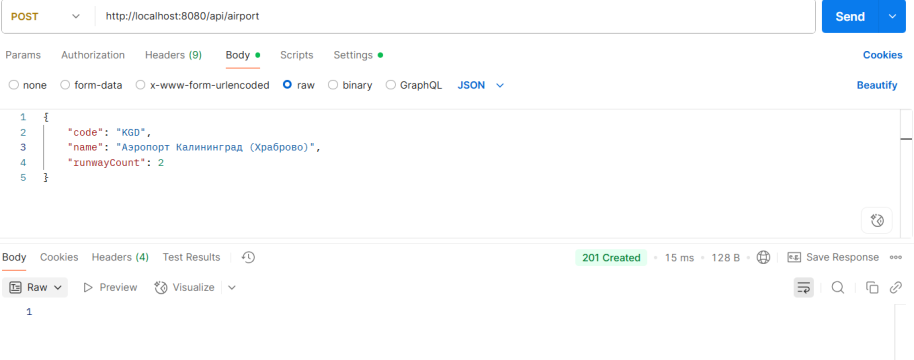 POST http://localhost:8080/api/airport Send
Params Authorization Headers (9) Body Scripts Settings Cookies
none form-data x-www-form-urlencoded raw binary GraphQL JSON Beautify
1 {
2 "code": "KGD",
3 "name": "Аэропорт Калининград (Храброво)",
4 "runwayCount": 2
5 }
Body Cookies Headers (4) Test Results 201 Created 15 ms 128 B Save Response
Raw Preview Visualize
1